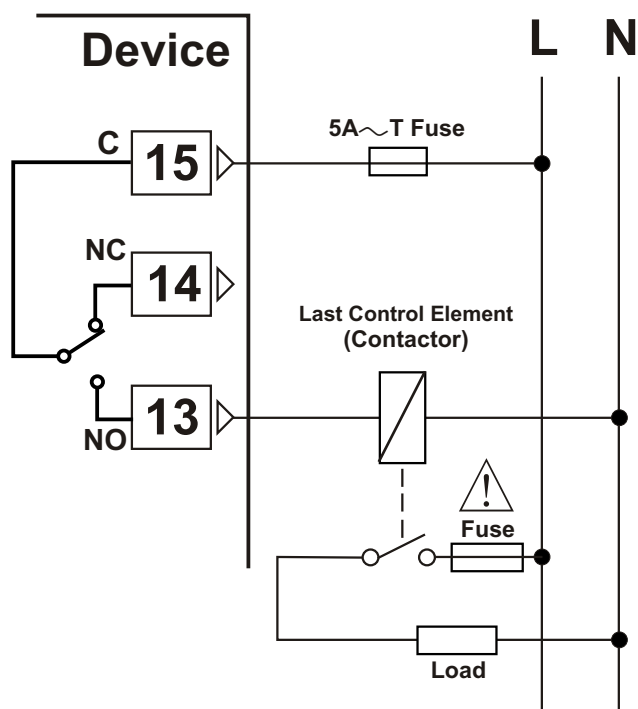 Device
L N
5A～T Fuse
C
15
NC
14
Last Control Element
(Contactor)
13
NO
!
Fuse
Load